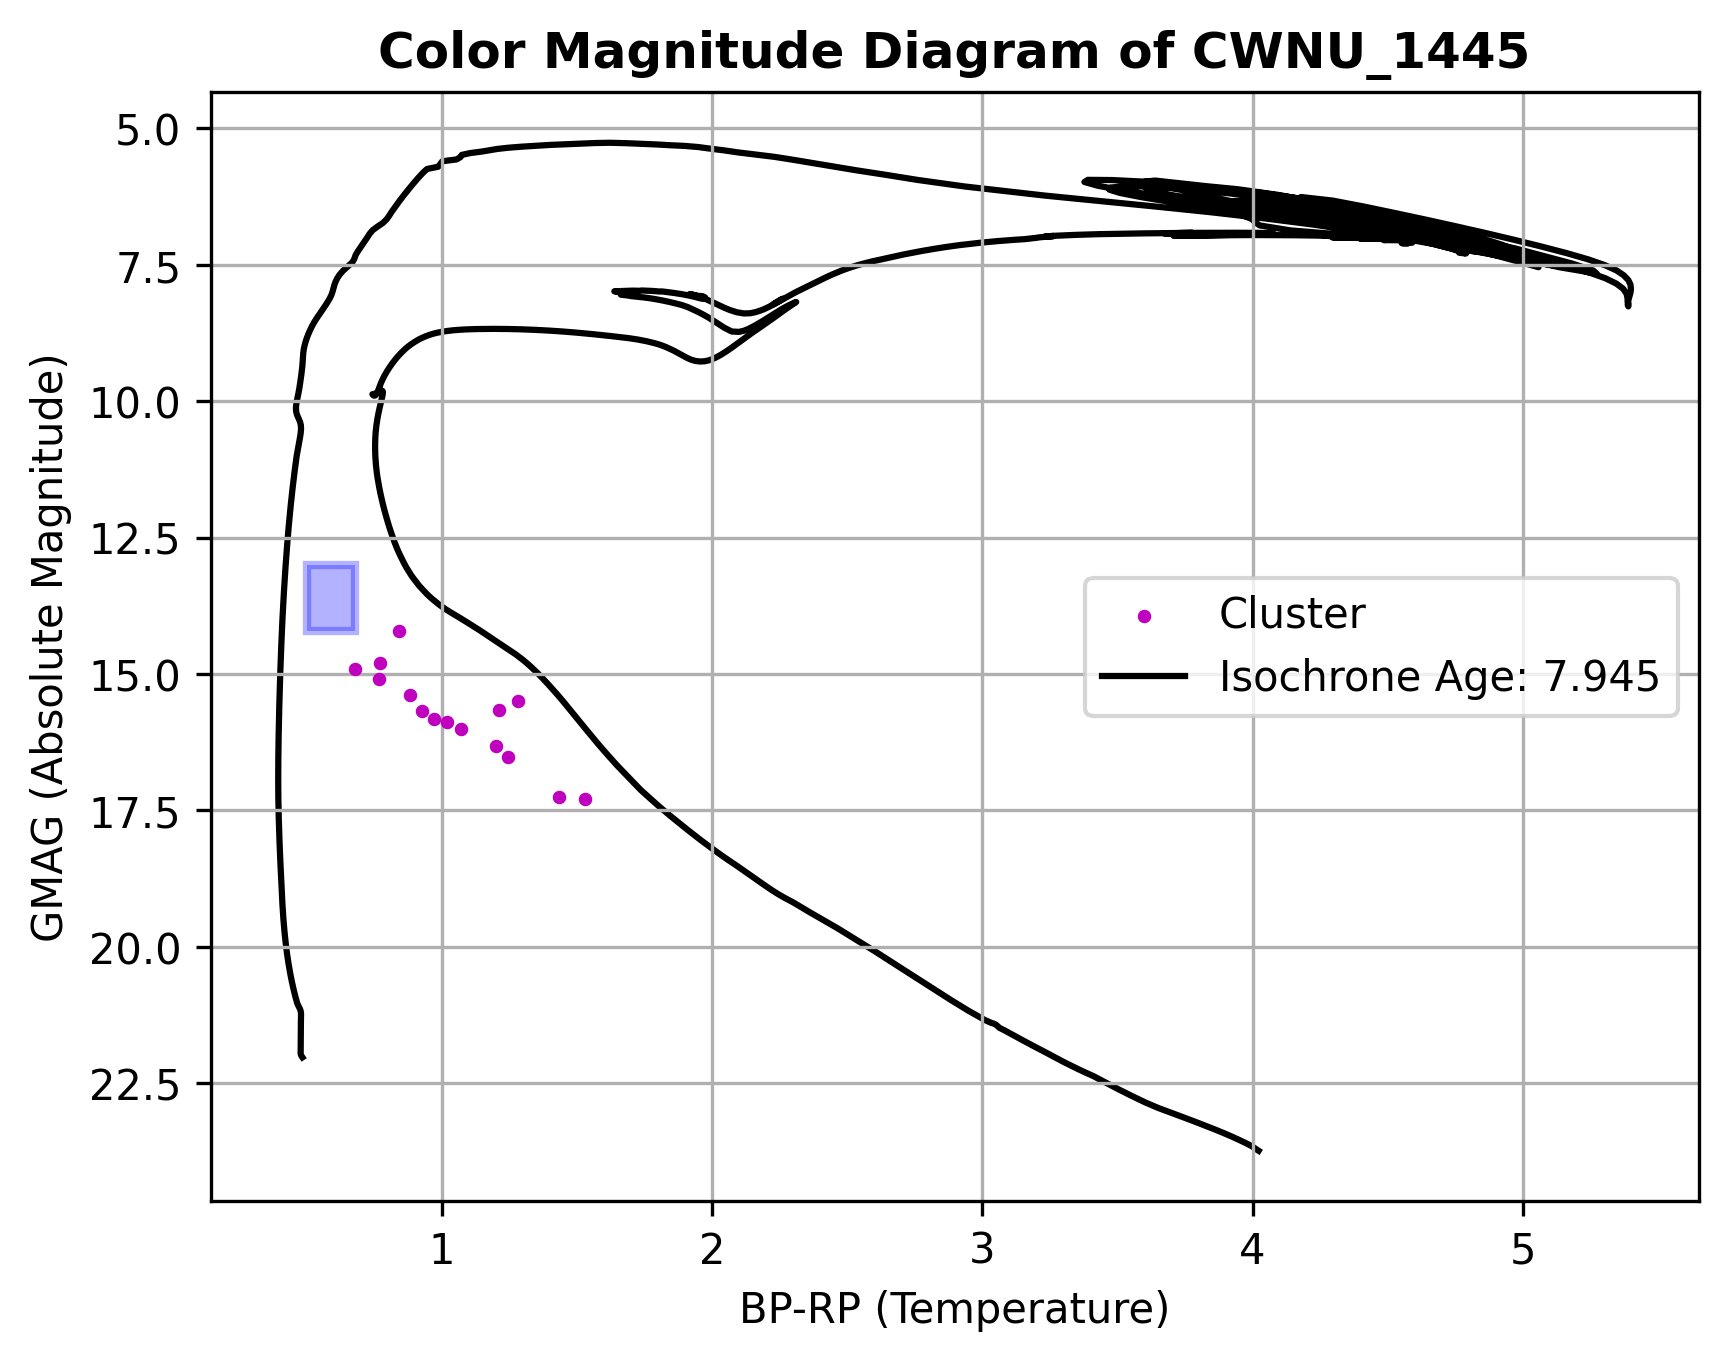 Color Magnitude Diagram of CWNU_1445
GMAG (Absolute Magnitude)
5.0
7.5
10.0
12.5
15.0
17.5
20.0
22.5
Cluster
Isochrone Age: 7.945
1 2 3 4 5
BP-RP (Temperature)